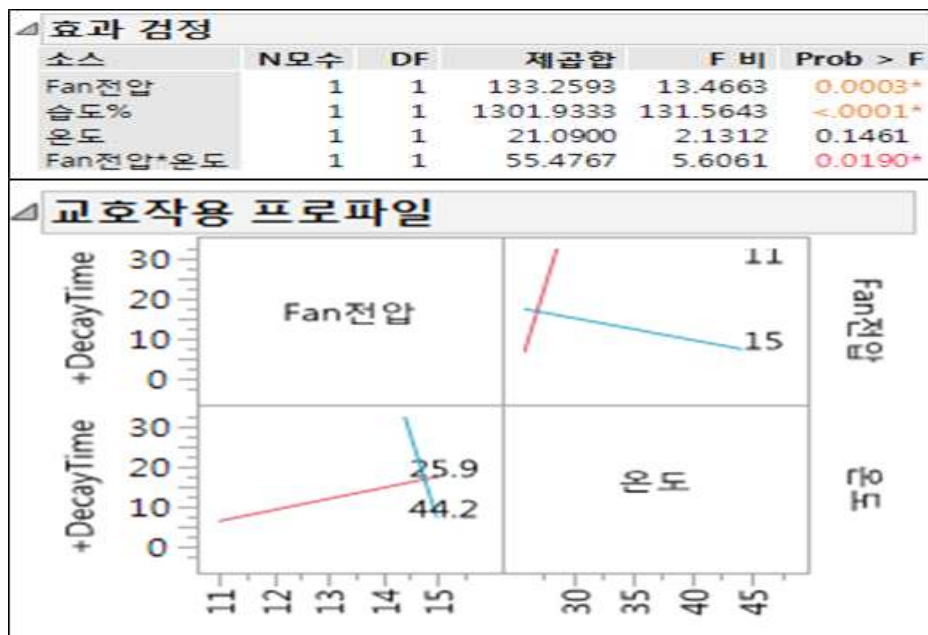 효과 검정
소스 N모수 DF 제곱합 F 비 Prob > F
Fan전압 1 1 133.2593 13.4663 0.0003*
습도% 1 1 1301.9333 131.5643 <.0001*
온도 1 1 21.0900 2.1312 0.1461
Fan전압*온도 1 1 55.4767 5.6061 0.0190*
교호작용 프로파일
+DecayTime
30
20
10
0
Fan전압
11
15
Fan전압
+DecayTime
30
20
10
0
25.9
44.2
온도
온도
11 12 13 14 15 30 35 40 45